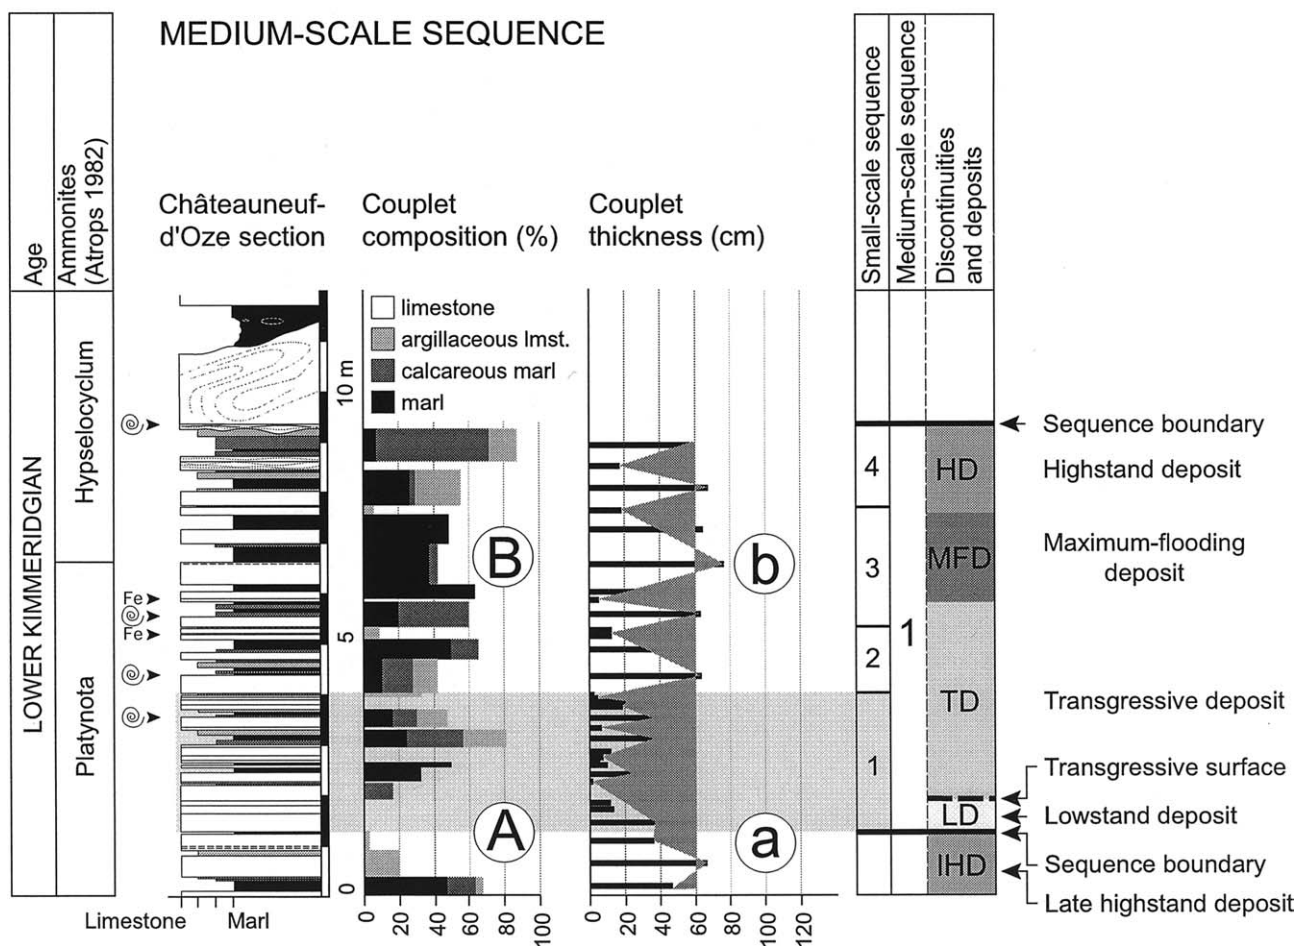 MEDIUM-SCALE SEQUENCE
Age
Ammonites
(Atrops 1982)
Châteauneuf-
d'Oze section
Couplet
composition (%)
Couplet
thickness (cm)
Small-scale sequence
Medium-scale sequence
Discontinuities
and deposits
LOWER KIMMERIDGIAN
Hypselocyclum
Platynota
limestone
argillaceous lmst.
calcareous marl
marl
10 m
5
0
Fe
Fe
A
B
a
b
4
3
2
1
1
HD
MFD
TD
LD
lHD
Sequence boundary
Highstand deposit
Maximum-flooding
deposit
Transgressive deposit
Transgressive surface
Lowstand deposit
Sequence boundary
Late highstand deposit
Limestone
Marl
0
20
40
60
80
100
0
20
40
60
80
100
120